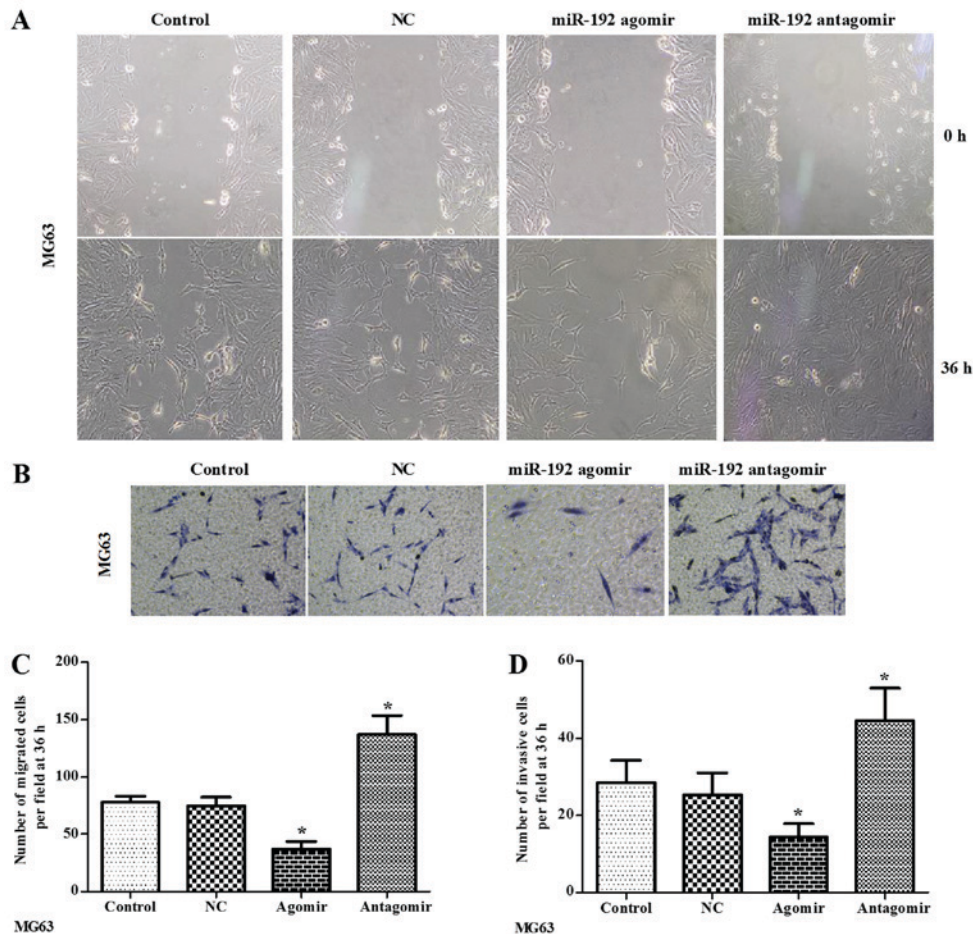 A
Control NC miR-192 agomir miR-192 antagomir
MG63
0 h
36 h
B
Control NC miR-192 agomir miR-192 antagomir
MG63
C
Number of migrated cells
per field at 36 h
200
150
100
50
0
*
*
Control NC Agomir Antagomir
MG63
D
Number of invasive cells
per field at 36 h
60
40
20
0
*
*
Control NC Agomir Antagomir
MG63